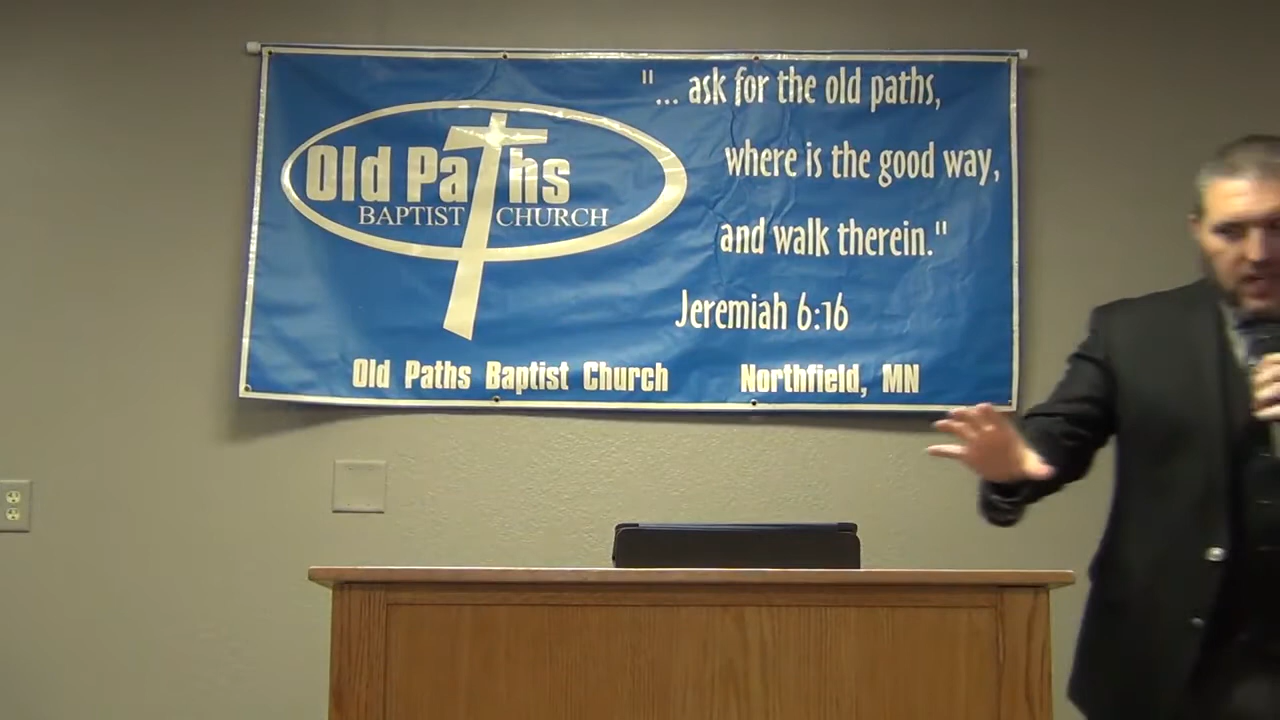 Old Paths
BAPTIST CHURCH
"... ask for the old paths,
where is the good way,
and walk therein."
Jeremiah 6:16
Old Paths Baptist Church Northfield, MN